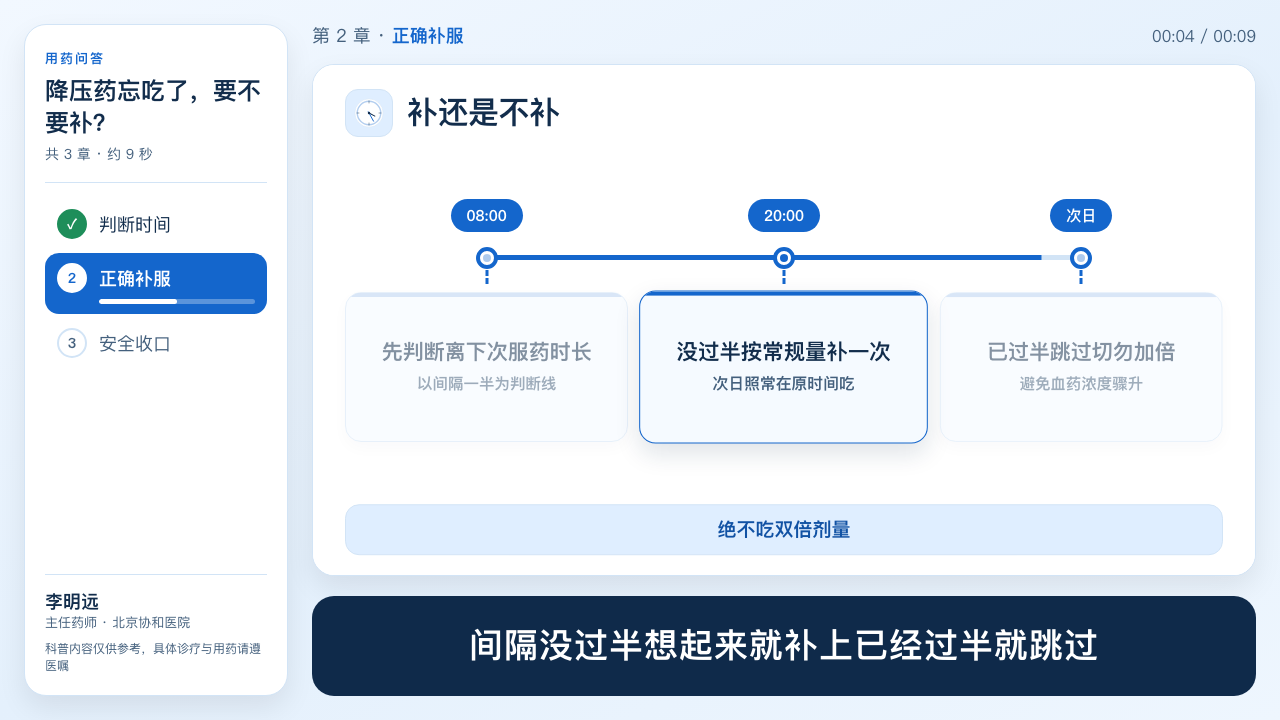 用药问答
降压药忘吃了，要不
要补？
共 3 章 · 约 9 秒
✓ 判断时间
2 正确补服
3 安全收口
李明远
主任药师 · 北京协和医院
科普内容仅供参考，具体诊疗与用药请遵
医嘱
第 2 章 · 正确补服
00:04 / 00:09
补还是不补
08:00
20:00
次日
先判断离下次服药时长
以间隔一半为判断线
没过半按常规量补一次
次日照常在原时间吃
已过半跳过切勿加倍
避免血药浓度骤升
绝不吃双倍剂量
间隔没过半想起来就补上已经过半就跳过